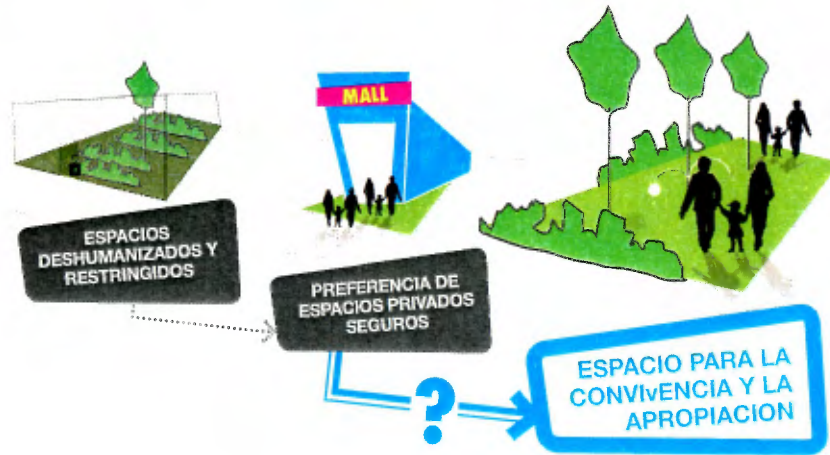 MALL
ESPACIOS
DESHUMANIZADOS Y
RESTRINGIDOS
PREFERENCIA DE
ESPACIOS PRIVADOS
SEGUROS
?
ESPACIO PARA LA
CONVIvENCIA Y LA
APROPIACION